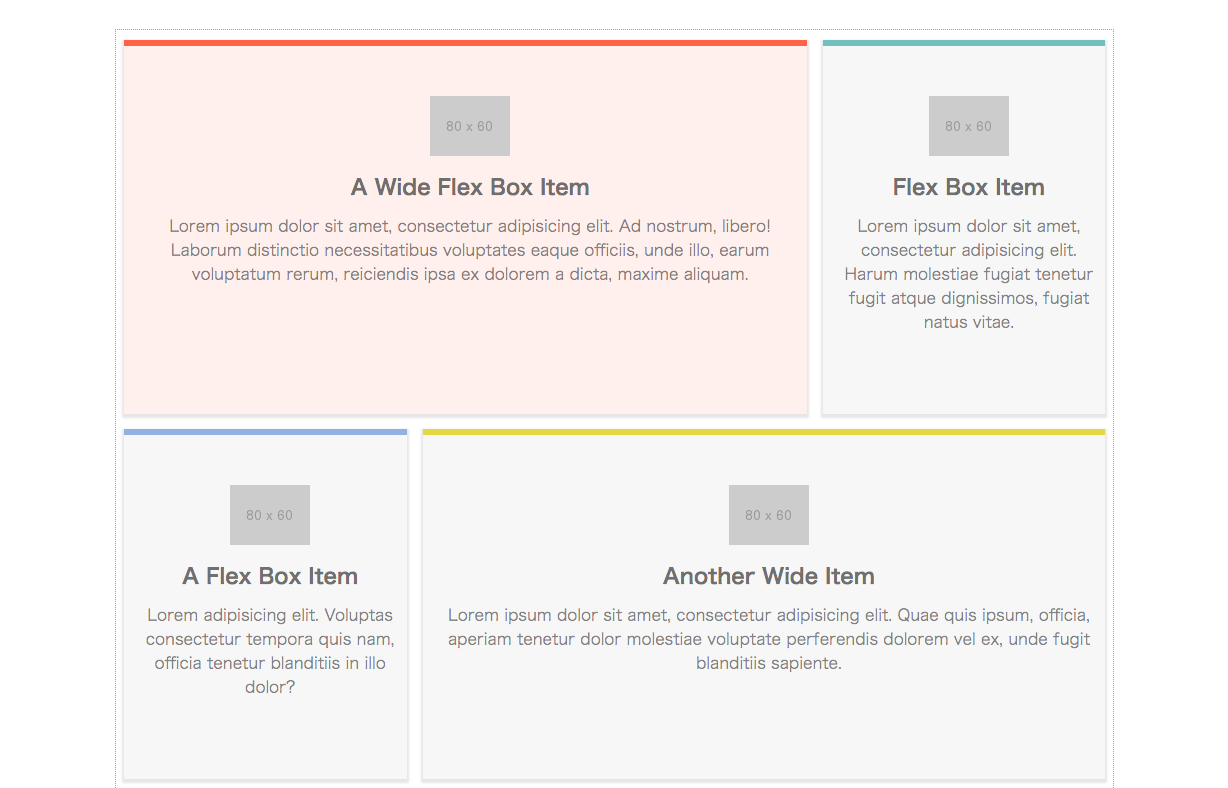 80 x 60
A Wide Flex Box Item
Lorem ipsum dolor sit amet, consectetur adipisicing elit. Ad nostrum, libero!
Laborum distinctio necessitatibus voluptates eaque officiis, unde illo, earum
voluptatum rerum, reiciendis ipsa ex dolorem a dicta, maxime aliquam.
80 x 60
Flex Box Item
Lorem ipsum dolor sit amet,
consectetur adipisicing elit.
Harum molestiae fugiat tenetur
fugit atque dignissimos, fugiat
natus vitae.
80 x 60
A Flex Box Item
Lorem adipisicing elit. Voluptas
consectetur tempora quis nam,
officia tenetur blanditiis in illo
dolor?
80 x 60
Another Wide Item
Lorem ipsum dolor sit amet, consectetur adipisicing elit. Quae quis ipsum, officia,
aperiam tenetur dolor molestiae voluptate perferendis dolorem vel ex, unde fugit
blanditiis sapiente.